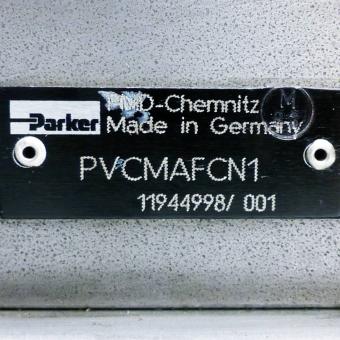 PMD-Chemnitz
Parker Made in Germany
PVCMAFCN1
11944998/ 001